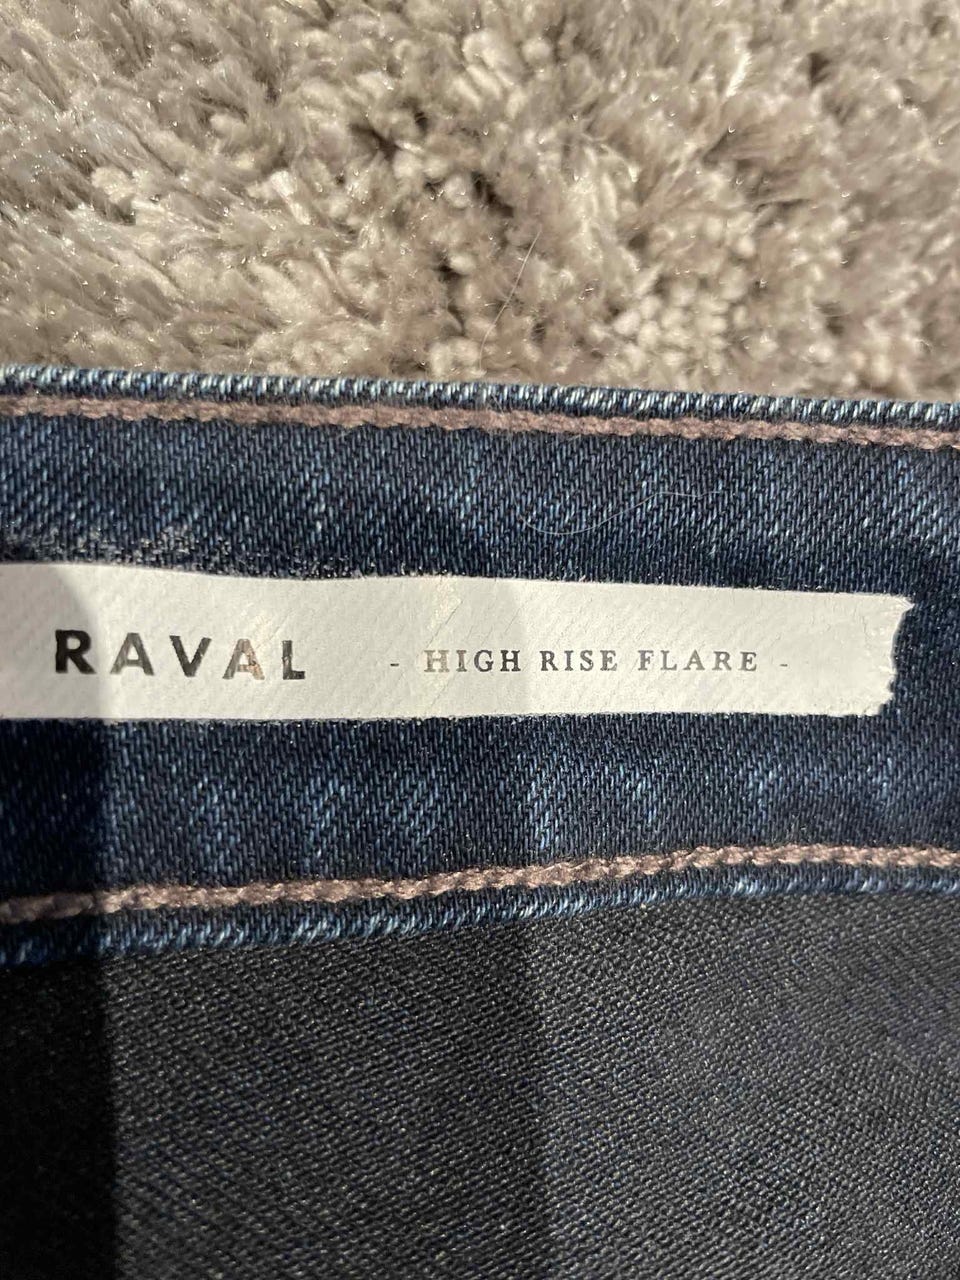 RAVAL - HIGH RISE FLARE -